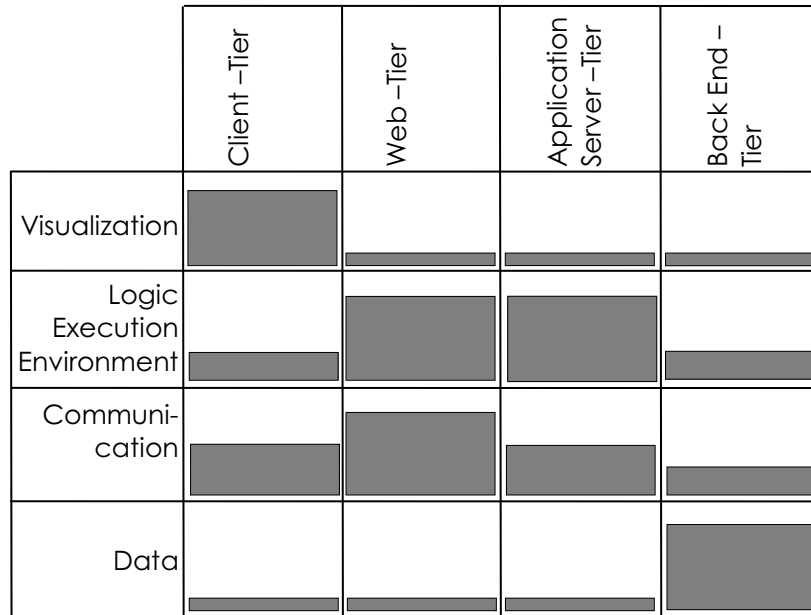 Client –Tier
Web –Tier
Application
Server –Tier
Back End –
Tier
Visualization
Logic
Execution
Environment
Communi-
cation
Data